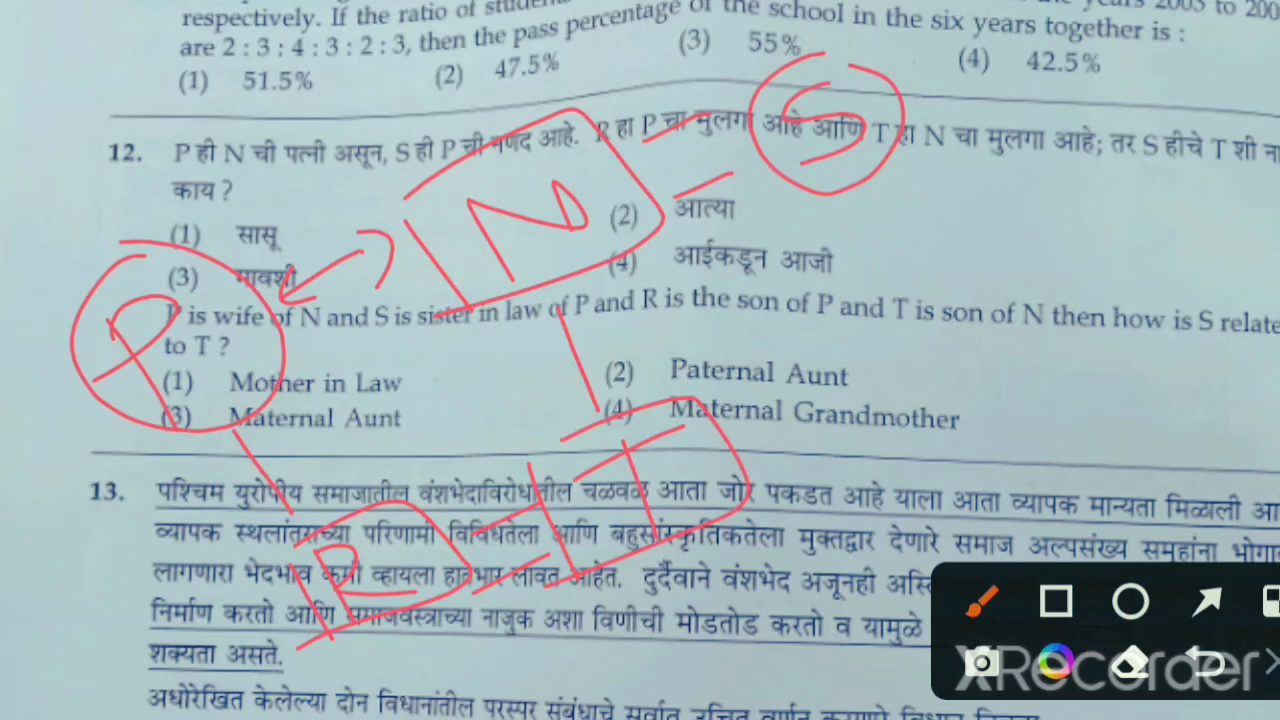 respectively. If the ratio of
are 2 : 3 : 4 : 3 : 2 : 3, then the pass percentage of the school in the six years together is :
(1) 51.5% (2) 47.5% (3) 55% (4) 42.5%
12. P ही N ची पत्नी असून, S ही P ची नणंद आहे. R हा P चा मुलगा आहे आणि T हा N चा मुलगा आहे; तर S हीचे T शी
काय ?
(1) सासू (2) आत्या
(3) मावशी (4) आईकडून आजी
P is wife of N and S is sister in law of P and R is the son of P and T is son of N then how is S
to T ?
(1) Mother in Law (2) Paternal Aunt
(3) Maternal Aunt (4) Maternal Grandmother
13. पश्चिम युरोपीय समाजातील वंशभेदाविरोधातील चळवळ आता जोर पकडत आहे याला आता व्यापक मान्यता मिळाली
व्यापक स्थलांतराच्या परिणामी विविधतेला आणि बहुसांस्कृतिकतेला मुक्तद्वार देणारे समाज अल्पसंख्य समूहांना
लागणारा भेदभाव कमी व्हायला हातभार लावत आहेत. दुर्दैवाने वंशभेद अजूनही
निर्माण करतो आणि समाजवस्त्राच्या नाजुक अशा विणीची मोडतोड करतो व यामुळे
शक्यता असते.
अधोरेखित केलेल्या दोन विधानांतील परस्पर संबंधाचे सर्वात उचित वर्णन
P N S
R T
XRecorder